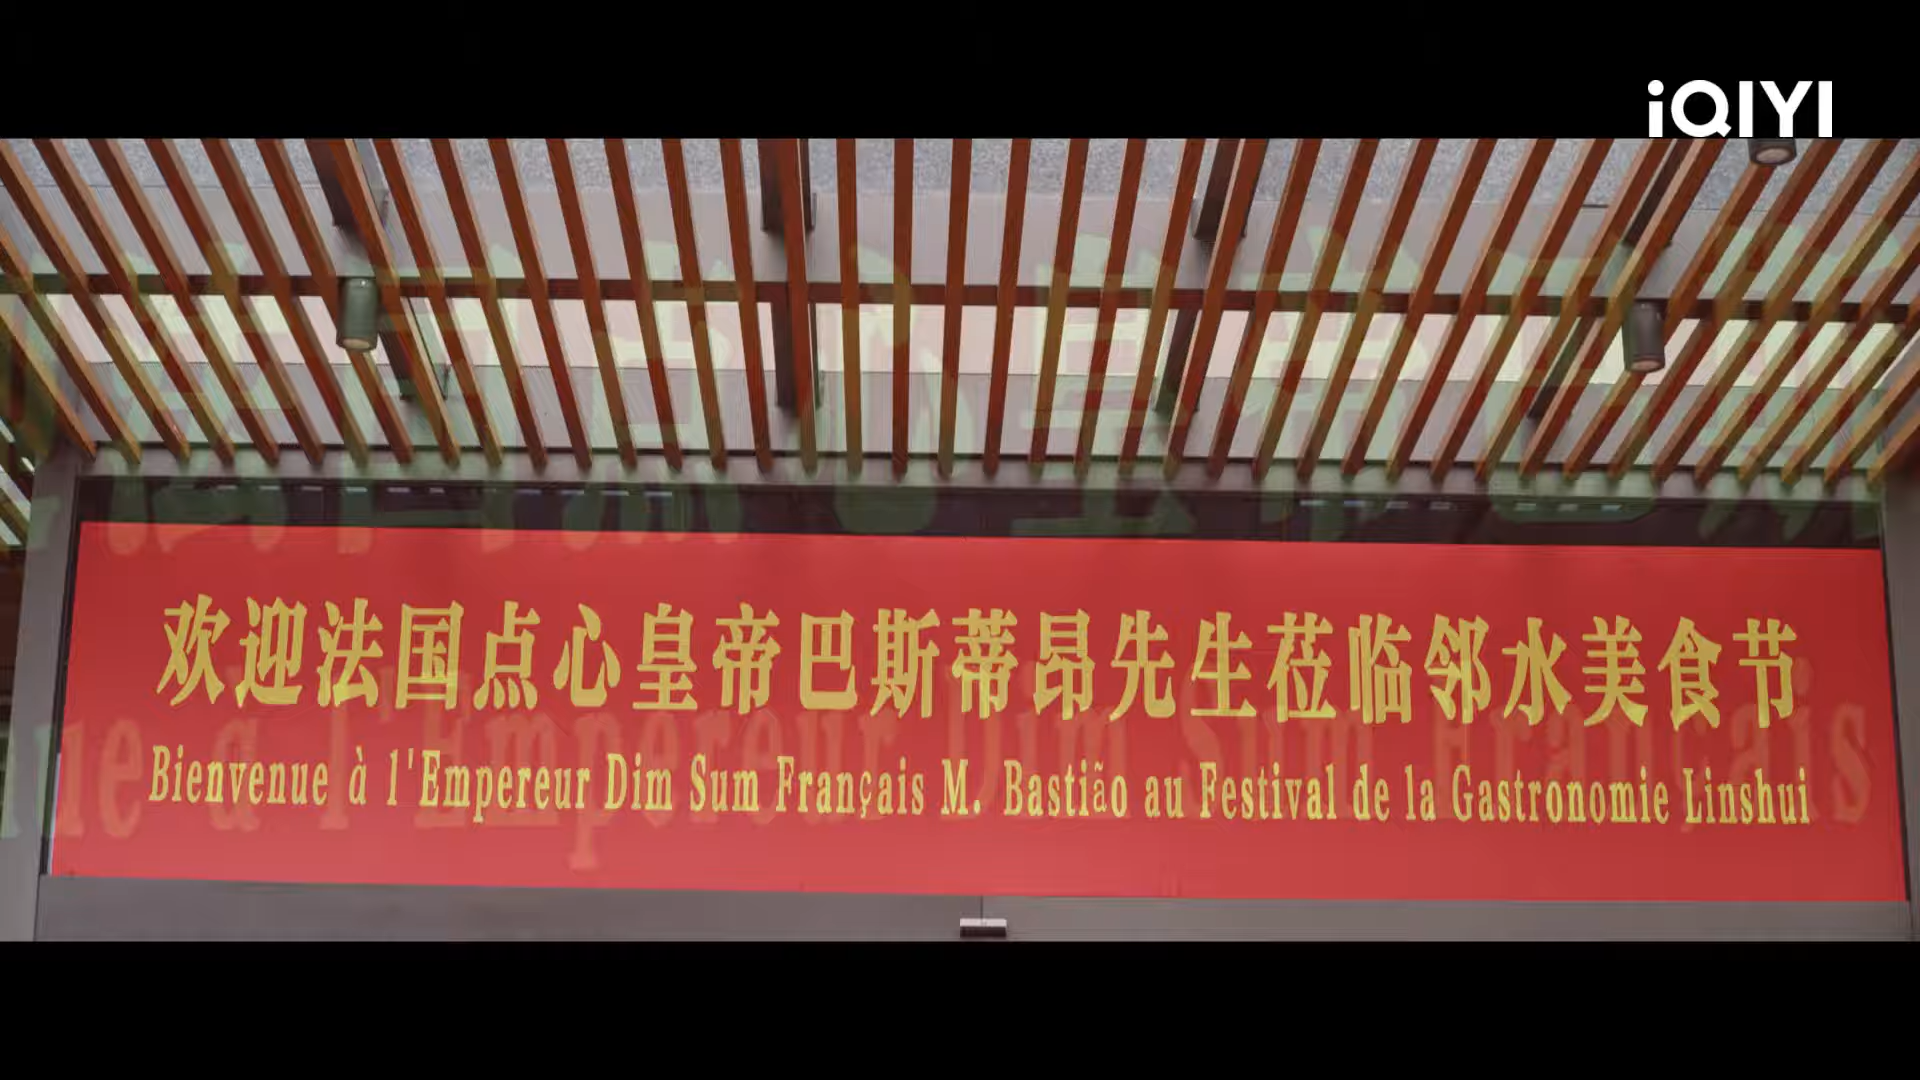 iQIYI
欢迎法国点心皇帝巴斯蒂昂先生莅临邻水美食节
Bienvenue à l'Empereur Dim Sum Français M. Bastião au Festival de la Gastronomie Linshui